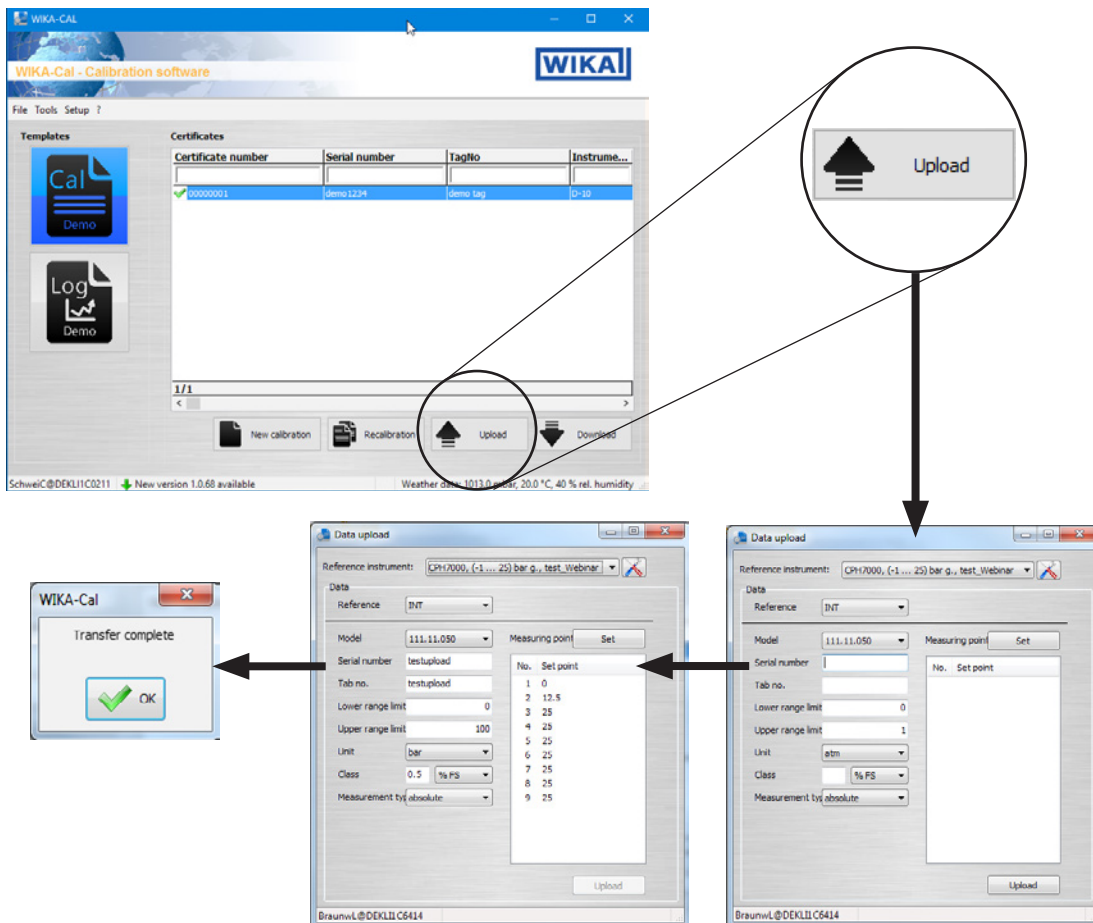 WIKA-CAL
WIKA-Cal - Calibration software
WIKA
File Tools Setup ?
Templates
Cal
Demo
Log
Demo
Certificates
Certificate number Serial number TagNo Instrume...
00000001 demo1234 demo tag D-10
1/1
New calibration Recalibration Upload Download
SchweiC@DEKLI1C0211 New version 1.0.68 available Weather data: 1013.0 mbar, 20.0 °C, 40 % rel. humidity
Upload
Data upload
Reference instrument: CPH7000, (-1 ... 25) bar g., test_Webinar
Data
Reference INT
Model 111.11.050 Measuring point Set
Serial number No. Set point
Tab no.
Lower range limit 0
Upper range limit 1
Unit atm
Class % FS
Measurement typ absolute
Upload
BraunwL@DEKLI1C6414
Data upload
Reference instrument: CPH7000, (-1 ... 25) bar g., test_Webinar
Data
Reference INT
Model 111.11.050 Measuring point Set
Serial number testupload No. Set point
Tab no. testupload 1 0
2 12.5
Lower range limit 0 3 25
Upper range limit 100 4 25
5 25
Unit bar 6 25
Class 0.5 % FS 7 25
8 25
Measurement typ absolute 9 25
Upload
BraunwL@DEKLI1C6414
WIKA-Cal
Transfer complete
OK